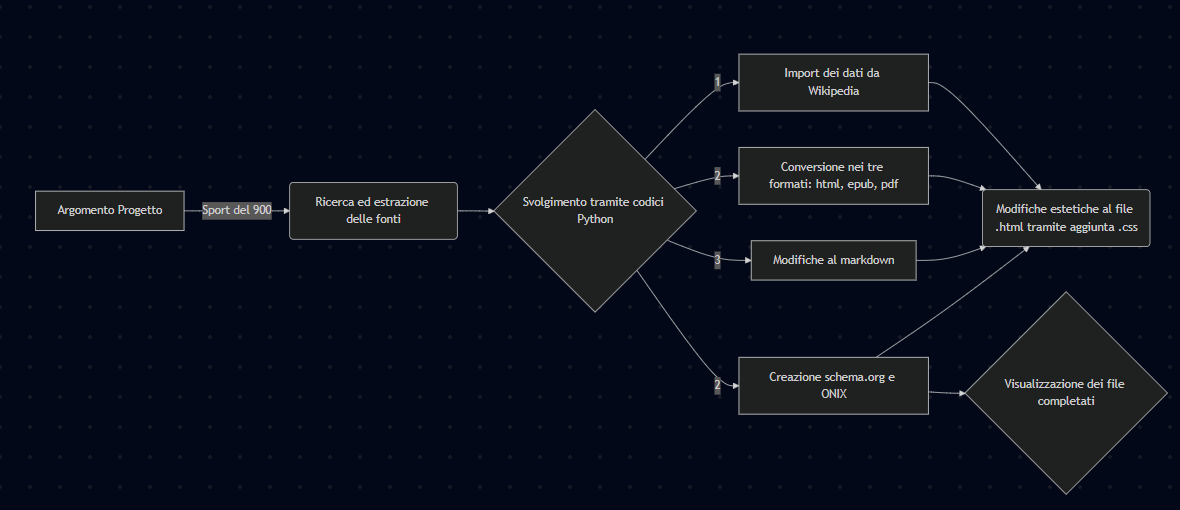 Argomento Progetto
Sport del 900
Ricerca ed estrazione
delle fonti
Svolgimento tramite codici
Python
1
Import dei dati da
Wikipedia
2
Conversione nei tre
formati: html, epub, pdf
3
Modifiche al markdown
2
Creazione schema.org e
ONIX
Modifiche estetiche al file
.html tramite aggiunta .css
Visualizzazione dei file
completati